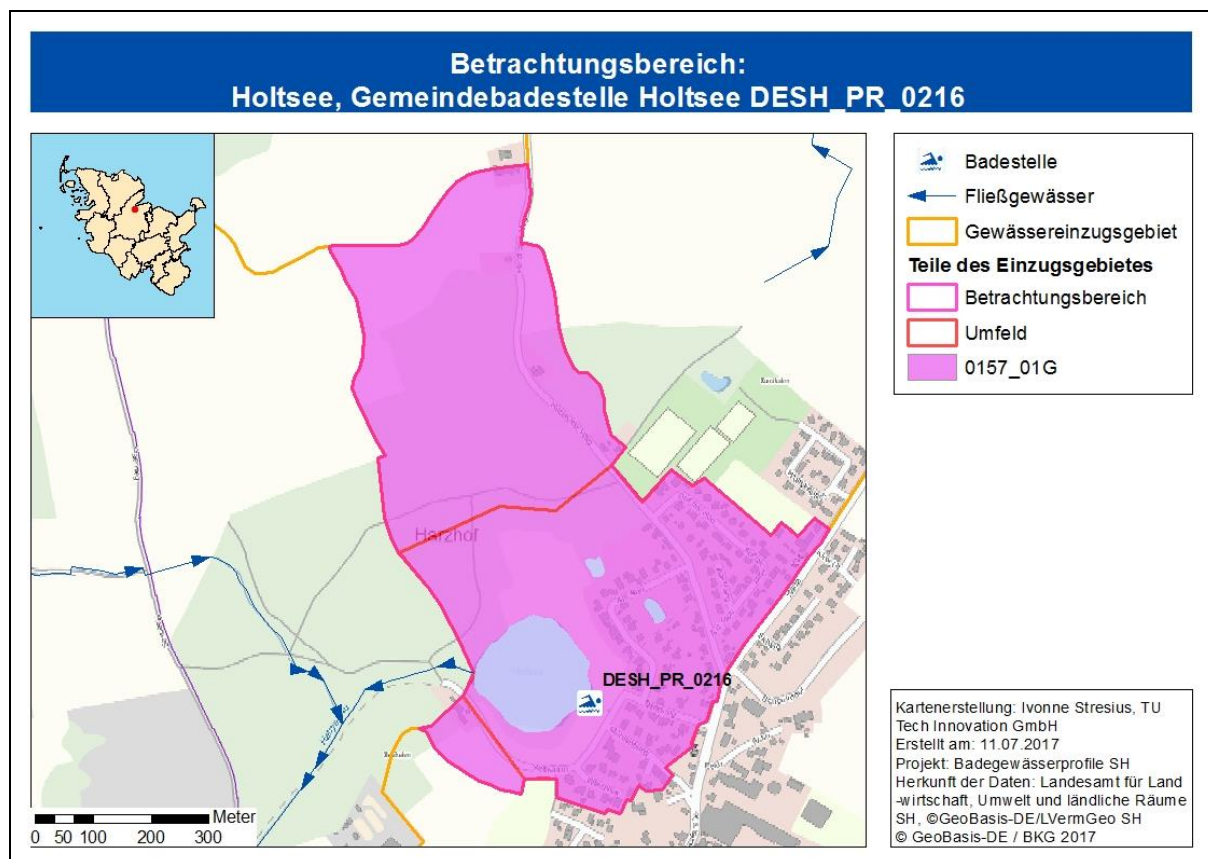 Betrachtungsbereich:
Holtsee, Gemeindebadestelle Holtsee DESH_PR_0216
Badestelle
Fließgewässer
Gewässereinzugsgebiet
Teile des Einzugsgebietes
Betrachtungsbereich
Umfeld
0157_01G
Harzhof
DESH_PR_0216
Meter
0 50 100 200 300
Kartenerstellung: Ivonne Stresius, TU
Tech Innovation GmbH
Erstellt am: 11.07.2017
Projekt: Badegewässerprofile SH
Herkunft der Daten: Landesamt für Land
-wirtschaft, Umwelt und ländliche Räume
SH, ©GeoBasis-DE/LVermGeo SH
© GeoBasis-DE / BKG 2017